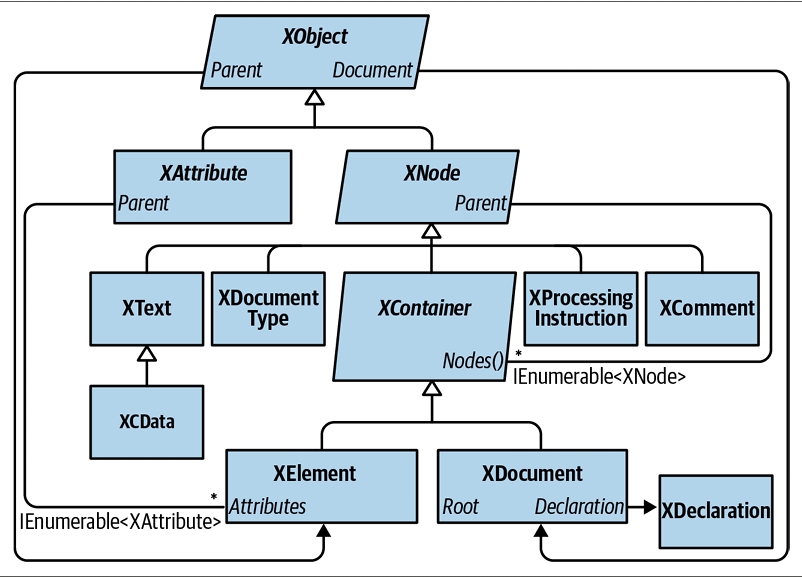 XObject
Parent Document
XAttribute
Parent
XNode
Parent
XText
XDocument
Type
XContainer
Nodes()
XProcessing
Instruction
XComment
*
IEnumerable<XNode>
XCData
XElement
Attributes
*
IEnumerable<XAttribute>
XDocument
Root Declaration
XDeclaration